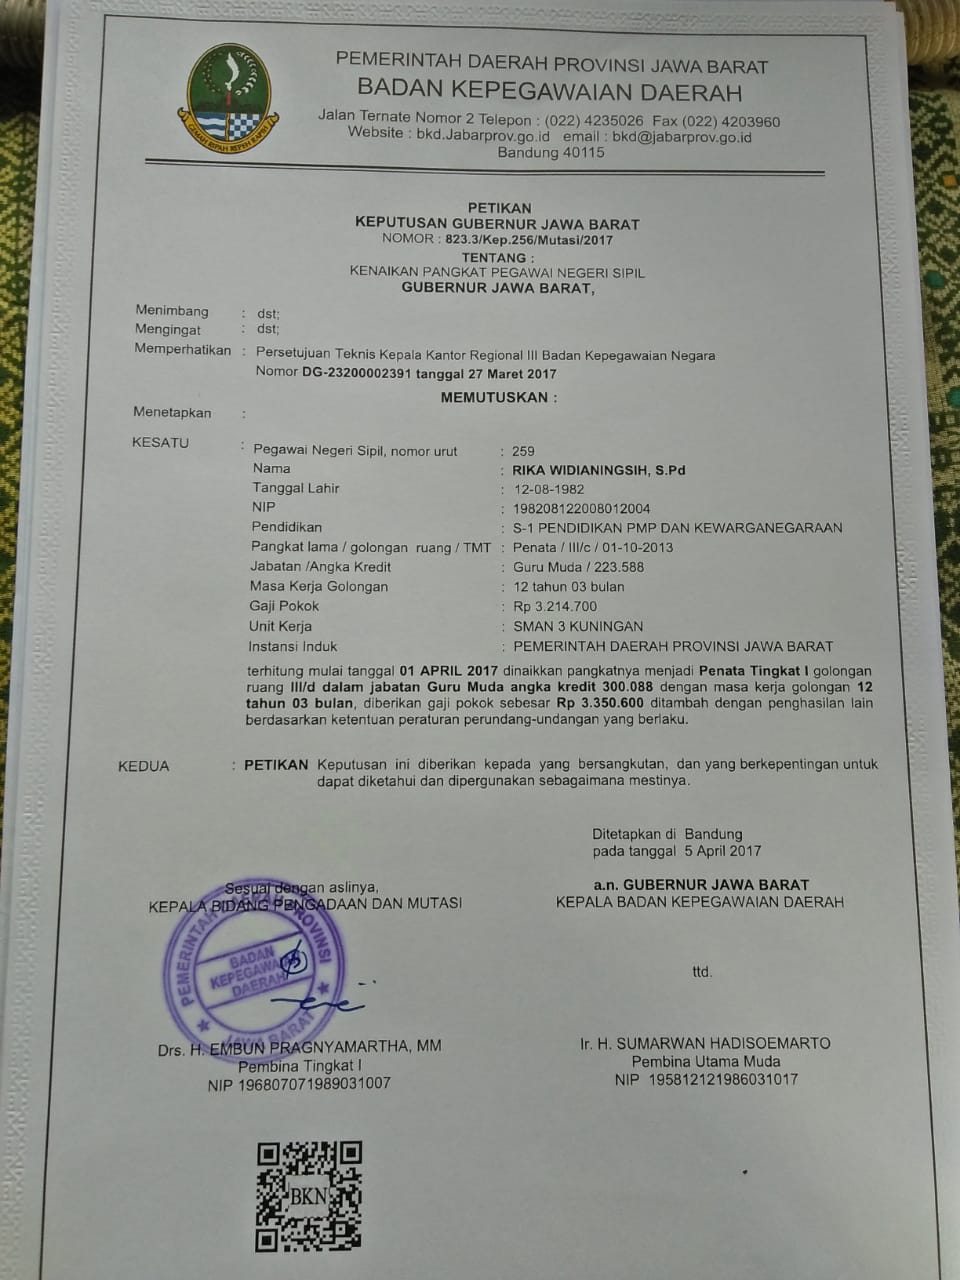 GEMAH RIPAH REPEH RAPIH
PEMERINTAH DAERAH PROVINSI JAWA BARAT
BADAN KEPEGAWAIAN DAERAH
Jalan Ternate Nomor 2 Telepon : (022) 4235026 Fax (022) 4203960
Website : bkd.Jabarprov.go.id email : bkd@jabarprov.go.id
Bandung 40115
PETIKAN
KEPUTUSAN GUBERNUR JAWA BARAT
NOMOR : 823.3/Kep.256/Mutasi/2017
TENTANG :
KENAIKAN PANGKAT PEGAWAI NEGERI SIPIL
GUBERNUR JAWA BARAT,
Menimbang : dst;
Mengingat : dst;
Memperhatikan : Persetujuan Teknis Kepala Kantor Regional III Badan Kepegawaian Negara
Nomor DG-23200002391 tanggal 27 Maret 2017
MEMUTUSKAN :
Menetapkan :
KESATU : Pegawai Negeri Sipil, nomor urut : 259
Nama : RIKA WIDIANINGSIH, S.Pd
Tanggal Lahir : 12-08-1982
NIP : 198208122008012004
Pendidikan : S-1 PENDIDIKAN PMP DAN KEWARGANEGARAAN
Pangkat lama / golongan ruang / TMT : Penata / III/c / 01-10-2013
Jabatan /Angka Kredit : Guru Muda / 223.588
Masa Kerja Golongan : 12 tahun 03 bulan
Gaji Pokok : Rp 3.214.700
Unit Kerja : SMAN 3 KUNINGAN
Instansi Induk : PEMERINTAH DAERAH PROVINSI JAWA BARAT
terhitung mulai tanggal 01 APRIL 2017 dinaikkan pangkatnya menjadi Penata Tingkat I golongan
ruang III/d dalam jabatan Guru Muda angka kredit 300.088 dengan masa kerja golongan 12
tahun 03 bulan, diberikan gaji pokok sebesar Rp 3.350.600 ditambah dengan penghasilan lain
berdasarkan ketentuan peraturan perundang-undangan yang berlaku.
KEDUA : PETIKAN Keputusan ini diberikan kepada yang bersangkutan, dan yang berkepentingan untuk
dapat diketahui dan dipergunakan sebagaimana mestinya.
Ditetapkan di Bandung
pada tanggal 5 April 2017
a.n. GUBERNUR JAWA BARAT
KEPALA BADAN KEPEGAWAIAN DAERAH
ttd.
Ir. H. SUMARWAN HADISOEMARTO
Pembina Utama Muda
NIP 195812121986031017
Sesuai dengan aslinya,
KEPALA BIDANG PENGADAAN DAN MUTASI
PEMERINTAH DAERAH PROVINSI
BADAN
KEPEGAWAIAN
DAERAH
JAWA BARAT
Drs. H. EMBUN PRAGNYAMARTHA, MM
Pembina Tingkat I
NIP 196807071989031007
BKN